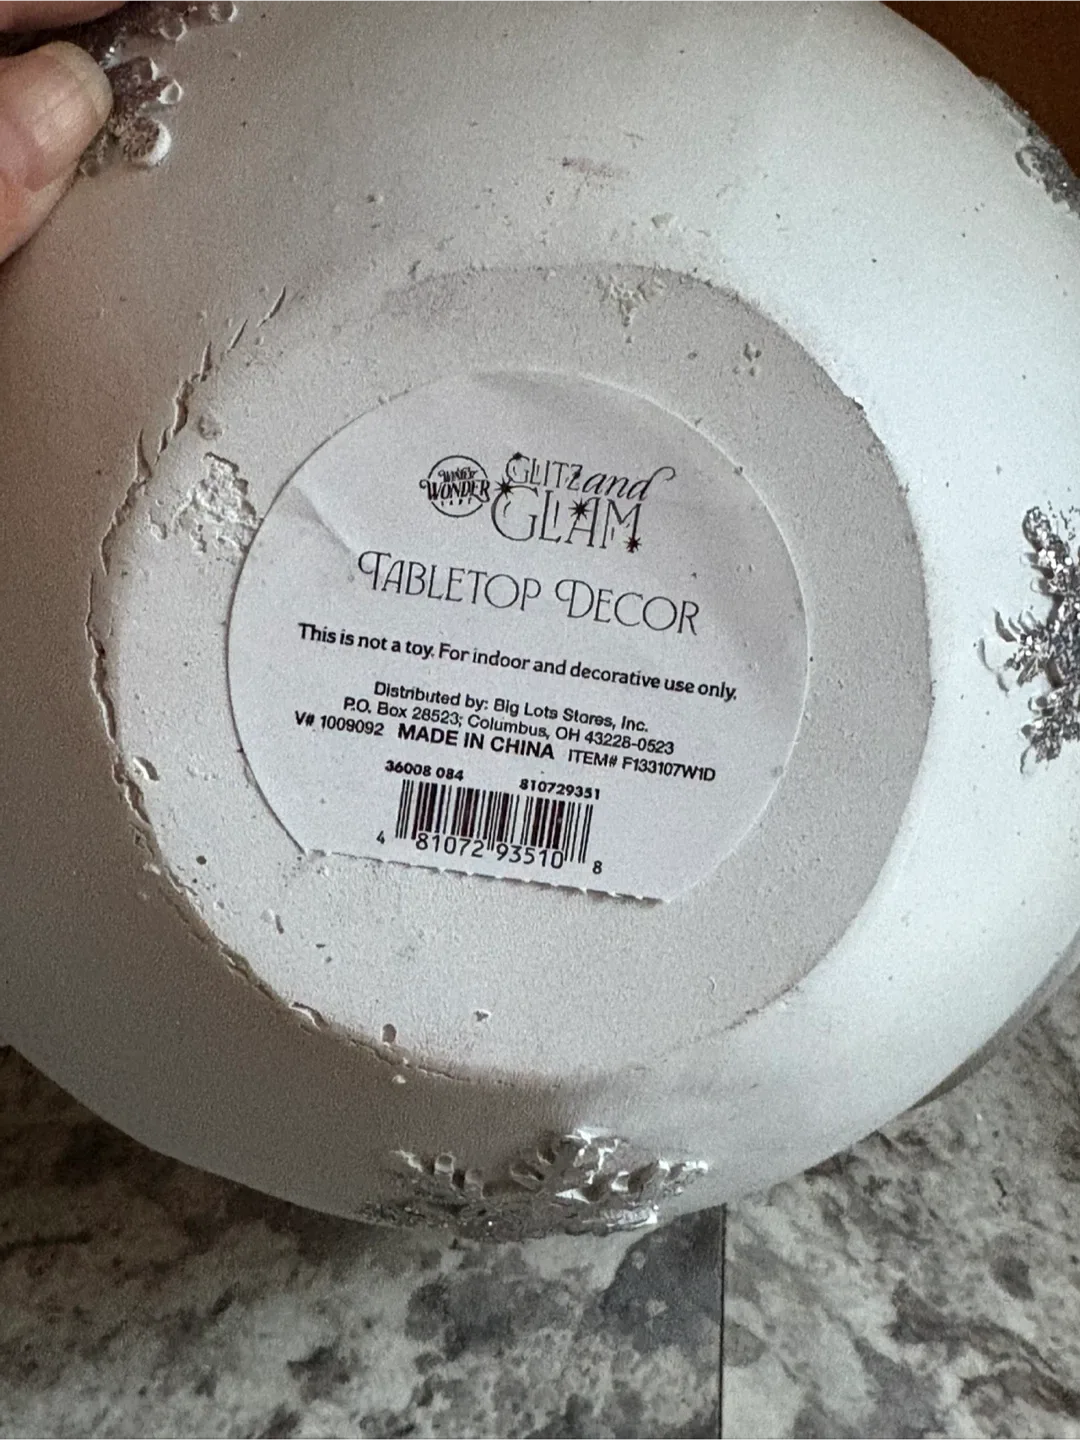 WINTER
WONDER
LANE
GLITZ and
GLAM
TABLETOP DECOR
This is not a toy. For indoor and decorative use only.
Distributed by: Big Lots Stores, Inc.
P.O. Box 28523; Columbus, OH 43228-0523
V# 1009092 MADE IN CHINA ITEM# F133107W1D
36008 084 810729351
4 81072 93510 8